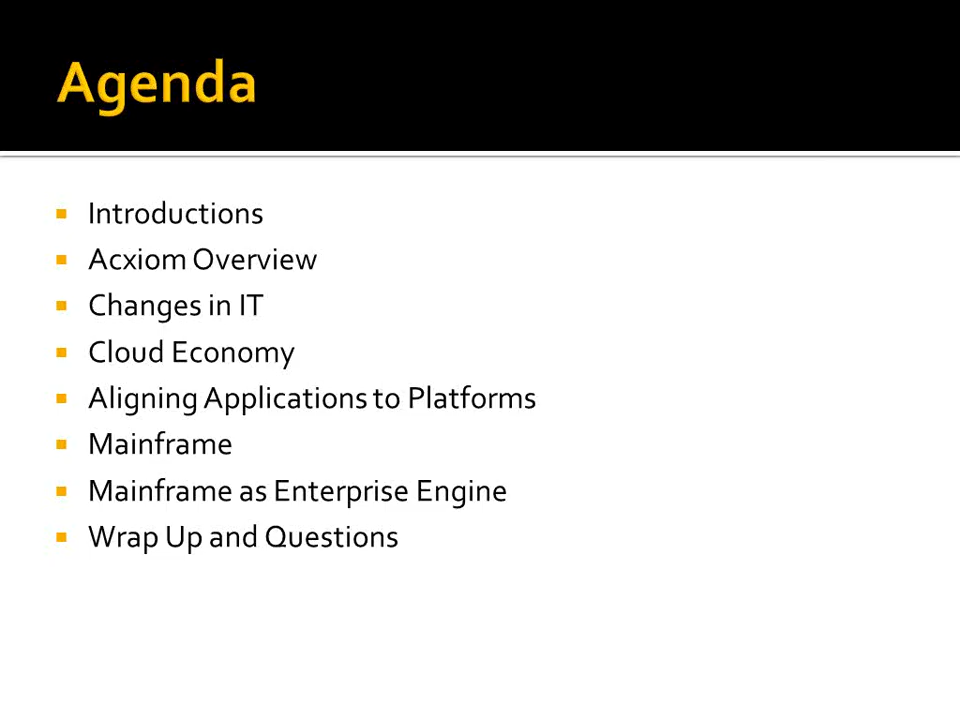 Agenda
Introductions
Acxiom Overview
Changes in IT
Cloud Economy
Aligning Applications to Platforms
Mainframe
Mainframe as Enterprise Engine
Wrap Up and Questions